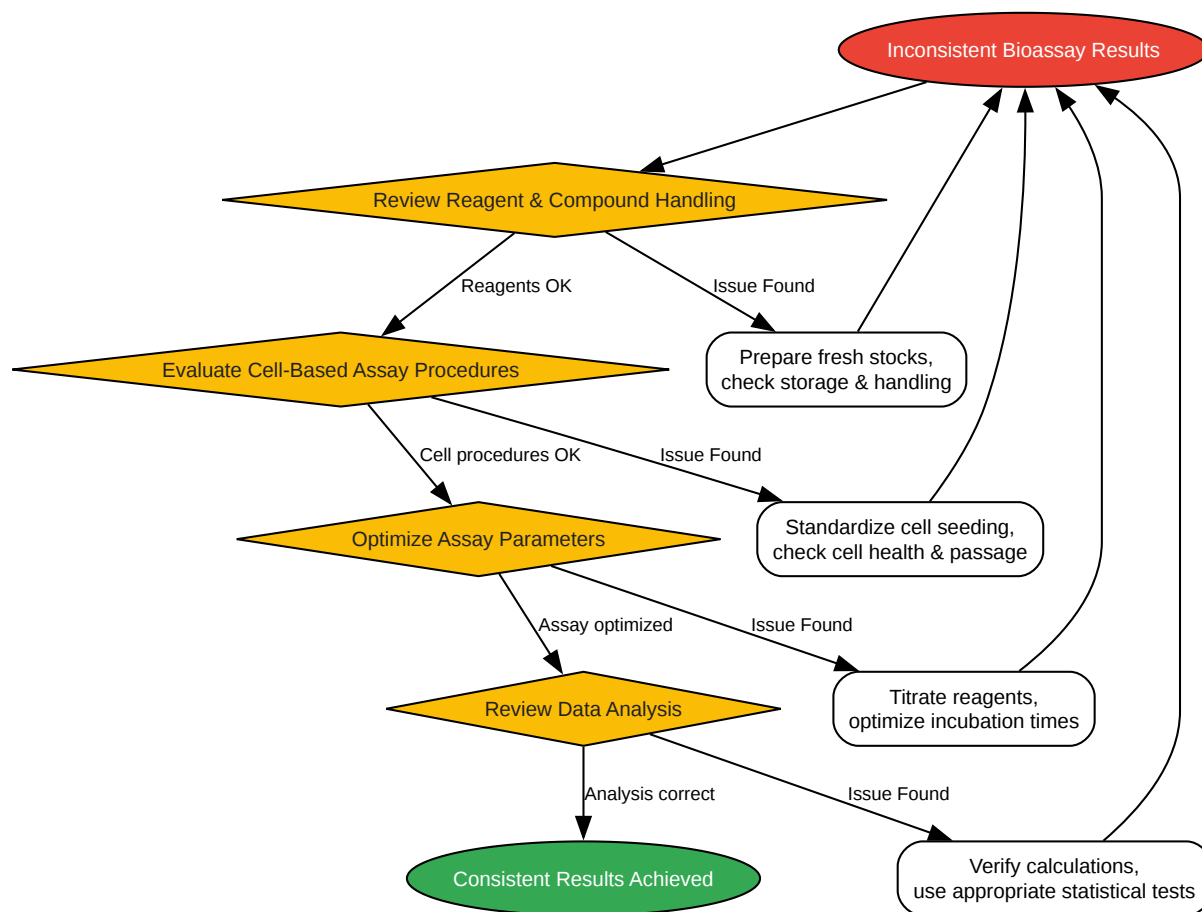 Inconsistent Bioassay Results
Review Reagent & Compound Handling
Reagents OK
Issue Found
Evaluate Cell-Based Assay Procedures
Prepare fresh stocks,
check storage & handling
Cell procedures OK
Issue Found
Optimize Assay Parameters
Standardize cell seeding,
check cell health & passage
Assay optimized
Issue Found
Review Data Analysis
Titrate reagents,
optimize incubation times
Analysis correct
Issue Found
Consistent Results Achieved
Verify calculations,
use appropriate statistical tests